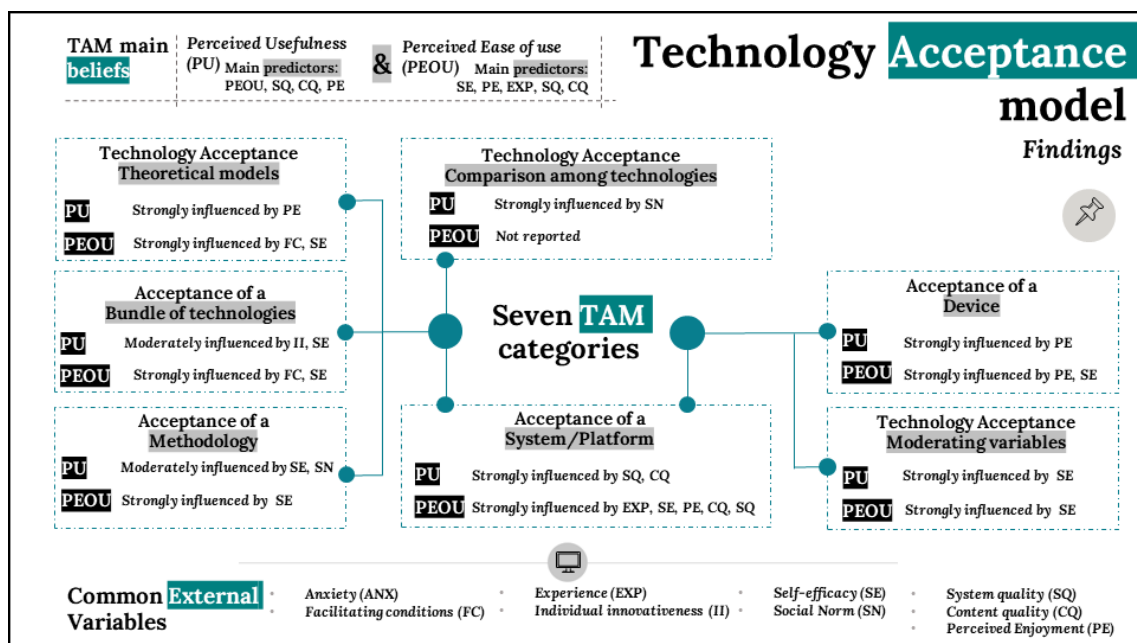 TAM main
beliefs
Perceived Usefulness
(PU) Main predictors:
PEOU, SQ, CQ, PE
&
Perceived Ease of use
(PEOU) Main predictors:
SE, PE, EXP, SQ, CQ
Technology Acceptance
model
Findings
Technology Acceptance
Theoretical models
PU Strongly influenced by PE
PEOU Strongly influenced by FC, SE
Technology Acceptance
Comparison among technologies
PU Strongly influenced by SN
PEOU Not reported
Acceptance of a
Bundle of technologies
PU Moderately influenced by II, SE
PEOU Strongly influenced by FC, SE
Seven TAM
categories
Acceptance of a
Device
PU Strongly influenced by PE
PEOU Strongly influenced by PE, SE
Acceptance of a
Methodology
PU Moderately influenced by SE, SN
PEOU Strongly influenced by SE
Acceptance of a
System/Platform
PU Strongly influenced by SQ, CQ
PEOU Strongly influenced by EXP, SE, PE, CQ, SQ
Technology Acceptance
Moderating variables
PU Strongly influenced by SE
PEOU Strongly influenced by SE
Common External
Variables
• Anxiety (ANX)
• Facilitating conditions (FC)
• Experience (EXP)
• Individual innovativeness (II)
• Self-efficacy (SE)
• Social Norm (SN)
• System quality (SQ)
• Content quality (CQ)
• Perceived Enjoyment (PE)